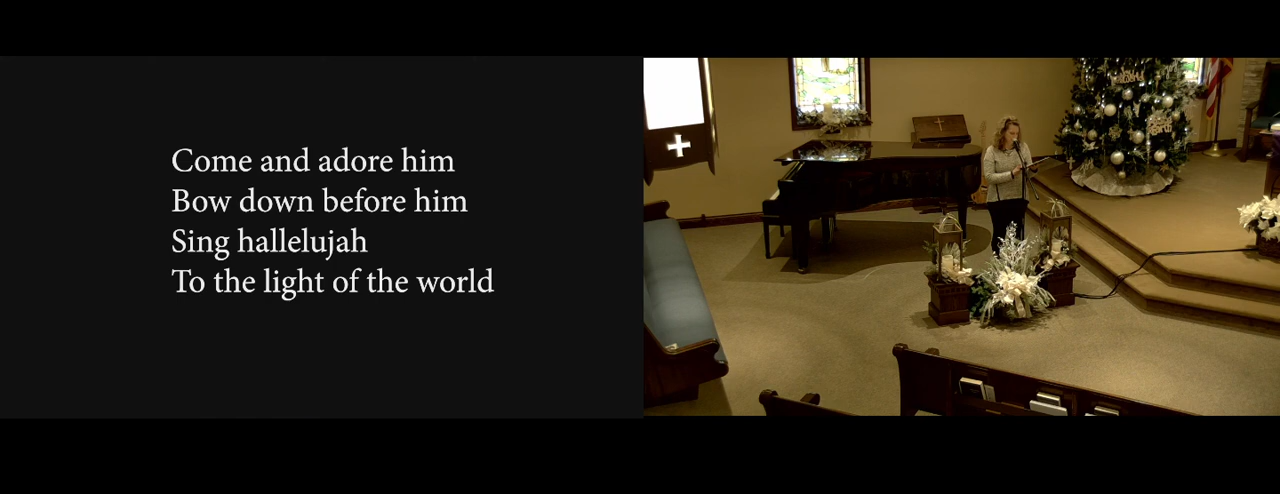 Come and adore him
Bow down before him
Sing hallelujah
To the light of the world